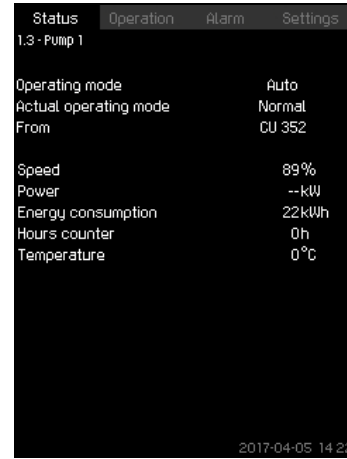 Status Operation Alarm Settings
1.3 - Pump 1
Operating mode Auto
Actual operating mode Normal
From CU 352
Speed 89%
Power --kW
Energy consumption 22kWh
Hours counter 0h
Temperature 0°C
2017-04-05 14:2